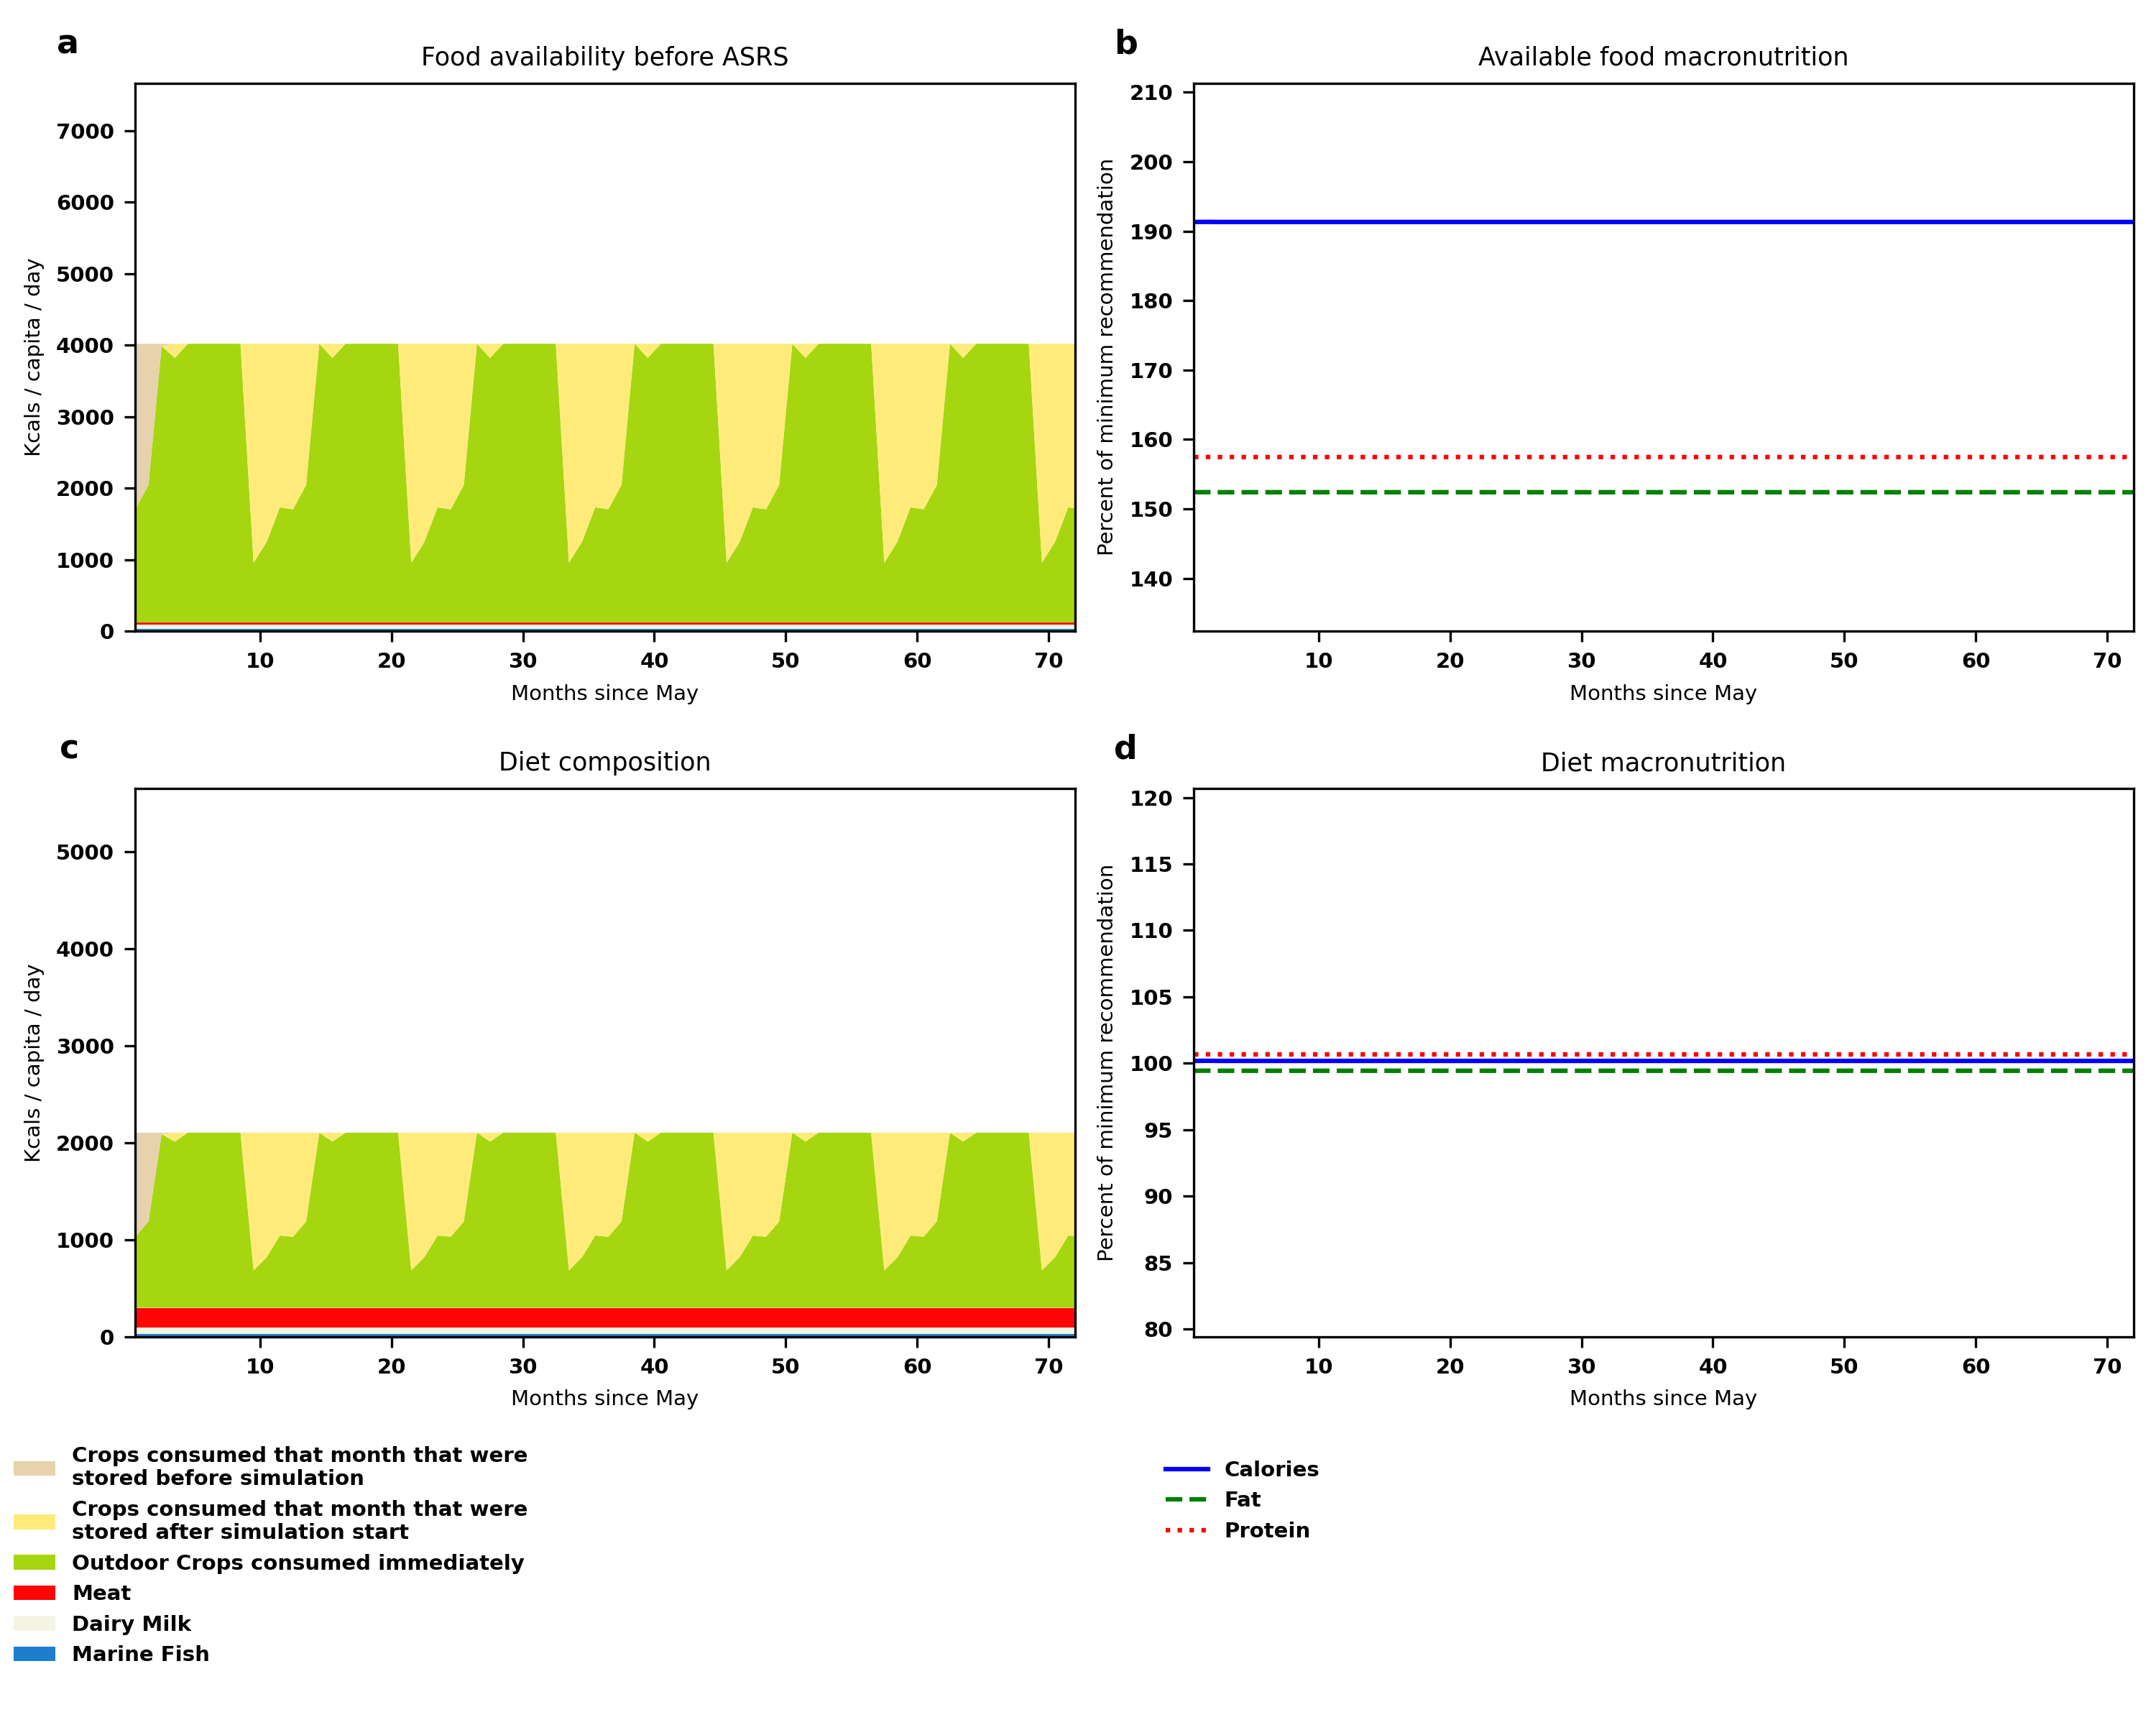 a
Food availability before ASRS
Kcals / capita / day
7000
6000
5000
4000
3000
2000
1000
0
10 20 30 40 50 60 70
Months since May
b
Available food macronutrition
Percent of minimum recommendation
210
200
190
180
170
160
150
140
10 20 30 40 50 60 70
Months since May
c
Diet composition
Kcals / capita / day
5000
4000
3000
2000
1000
0
10 20 30 40 50 60 70
Months since May
d
Diet macronutrition
Percent of minimum recommendation
120
115
110
105
100
95
90
85
80
10 20 30 40 50 60 70
Months since May
Crops consumed that month that were
stored before simulation
Crops consumed that month that were
stored after simulation start
Outdoor Crops consumed immediately
Meat
Dairy Milk
Marine Fish
Calories
Fat
Protein